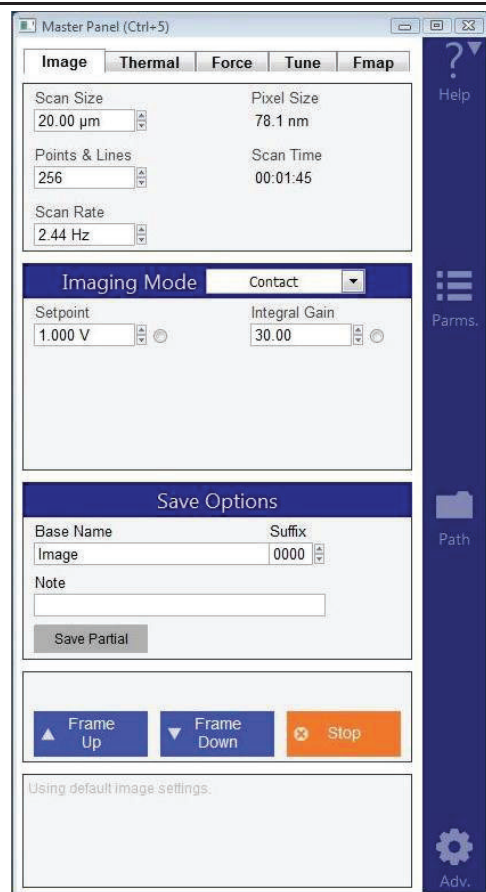 Master Panel (Ctrl+5)
Image Thermal Force Tune Fmap
? Help
Scan Size Pixel Size
20.00 μm 78.1 nm
Points & Lines Scan Time
256 00:01:45
Scan Rate
2.44 Hz
Imaging Mode Contact
Parms.
Setpoint Integral Gain
1.000 V 30.00
Save Options
Path
Base Name Suffix
Image 0000
Note
Save Partial
Frame Up Frame Down Stop
Using default image settings.
Adv.